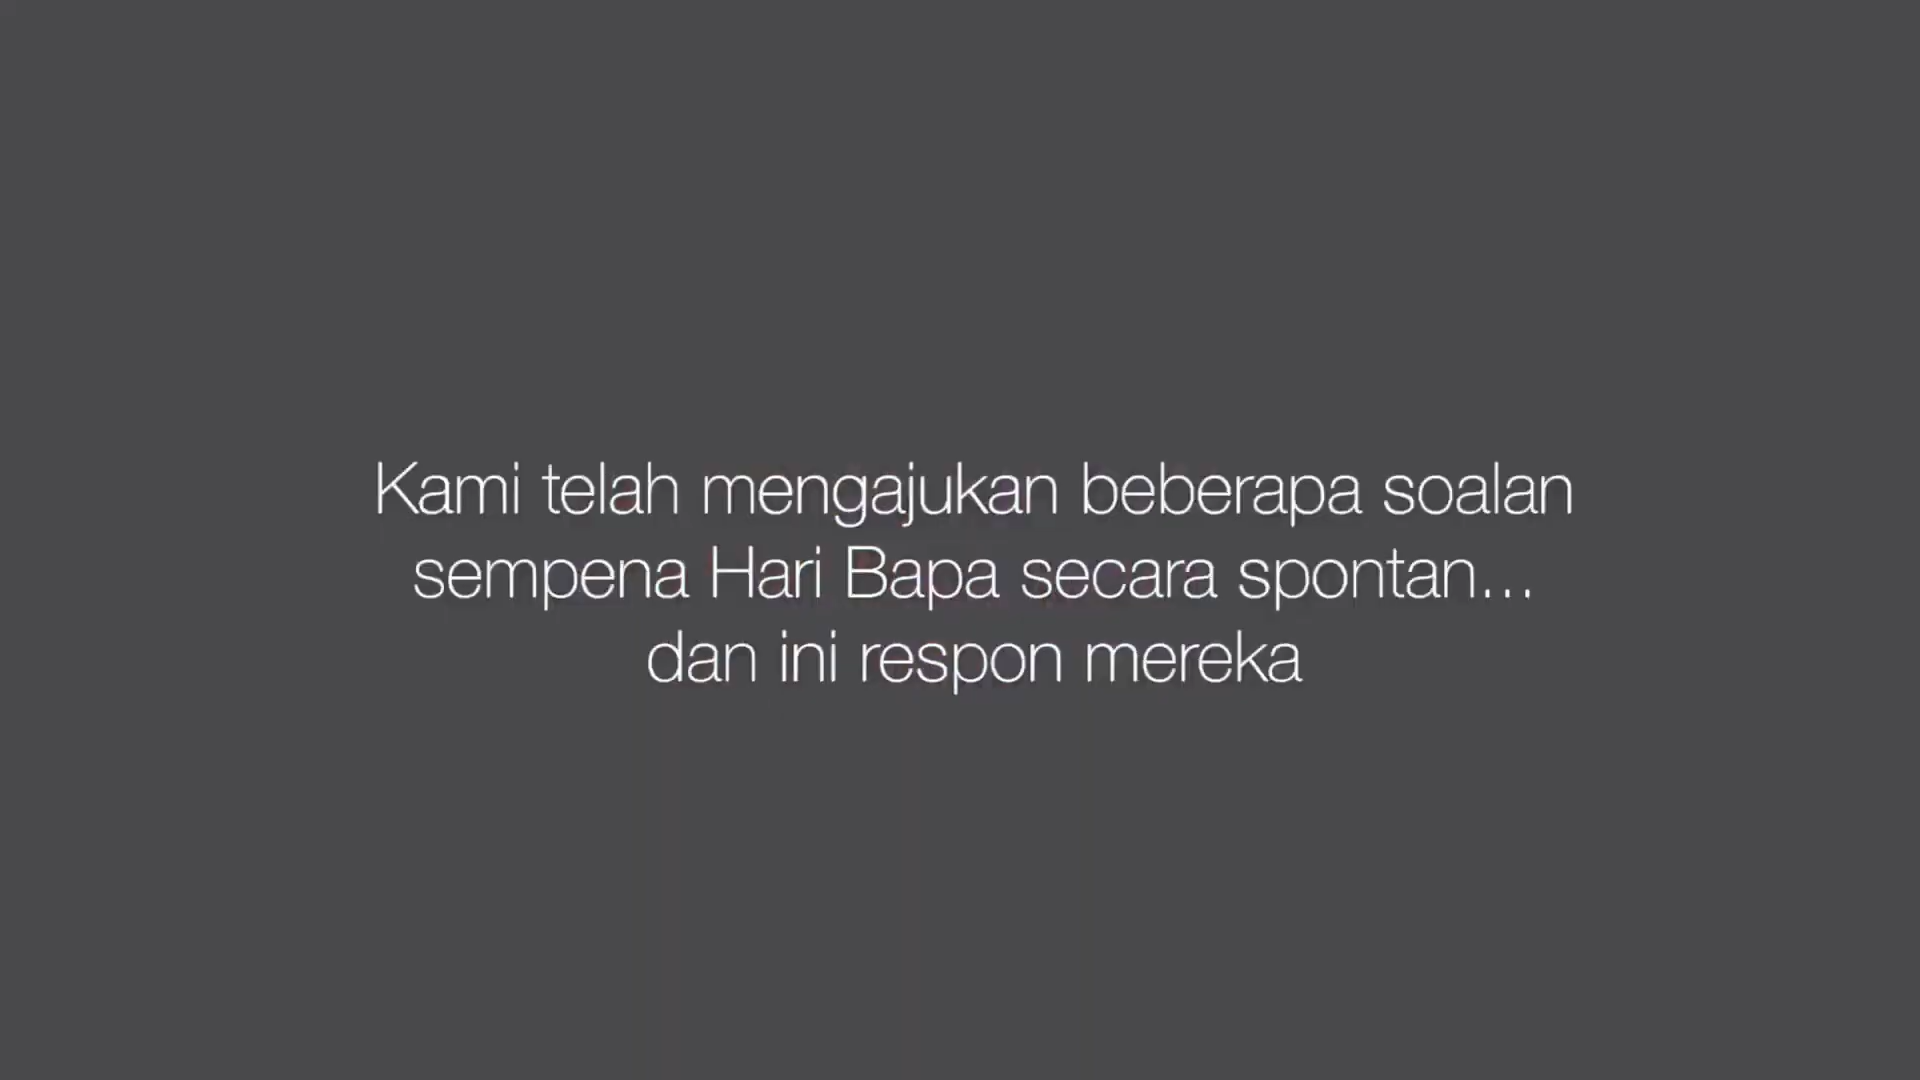 Kami telah mengajukan beberapa soalan
sempena Hari Bapa secara spontan...
dan ini respon mereka